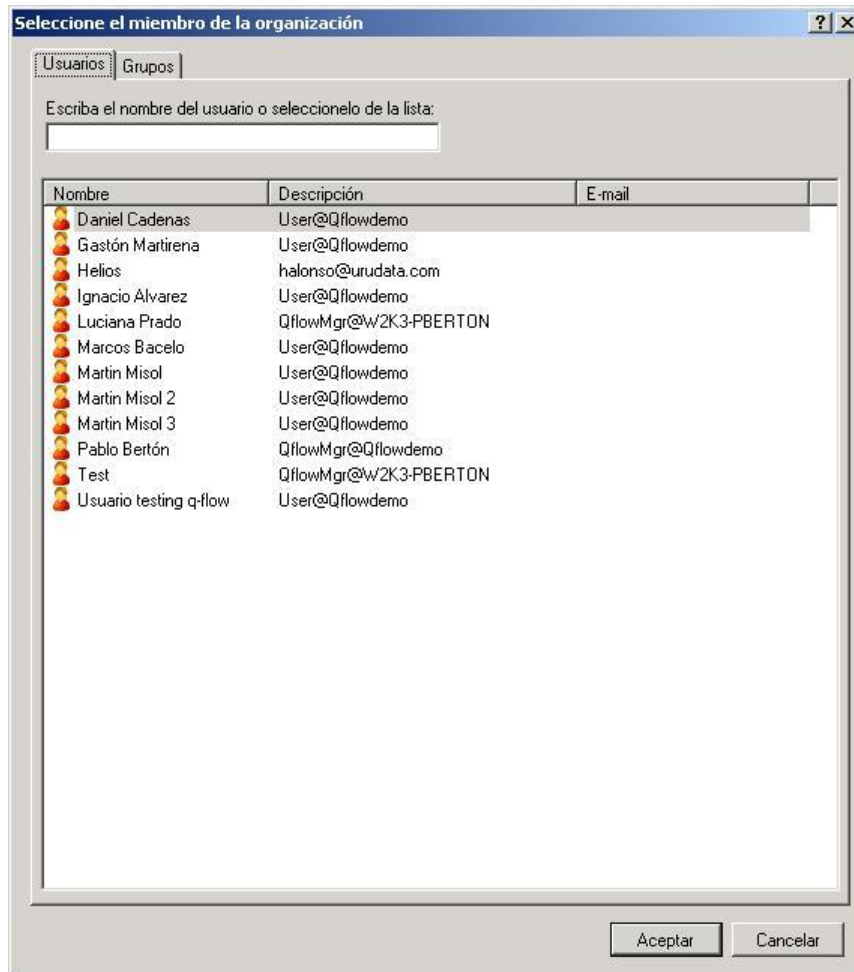 Seleccione el miembro de la organización
Usuarios Grupos
Escriba el nombre del usuario o seleccionelo de la lista:
Nombre Descripción E-mail
Daniel Cadenas User@Qflowdemo
Gastón Martirena User@Qflowdemo
Helios halonso@urudata.com
Ignacio Alvarez User@Qflowdemo
Luciana Prado QflowMgr@W2K3-PBERTON
Marcos Bacelo User@Qflowdemo
Martin Misol User@Qflowdemo
Martin Misol 2 User@Qflowdemo
Martin Misol 3 User@Qflowdemo
Pablo Bertón QflowMgr@Qflowdemo
Test QflowMgr@W2K3-PBERTON
Usuario testing q-flow User@Qflowdemo
Aceptar Cancelar